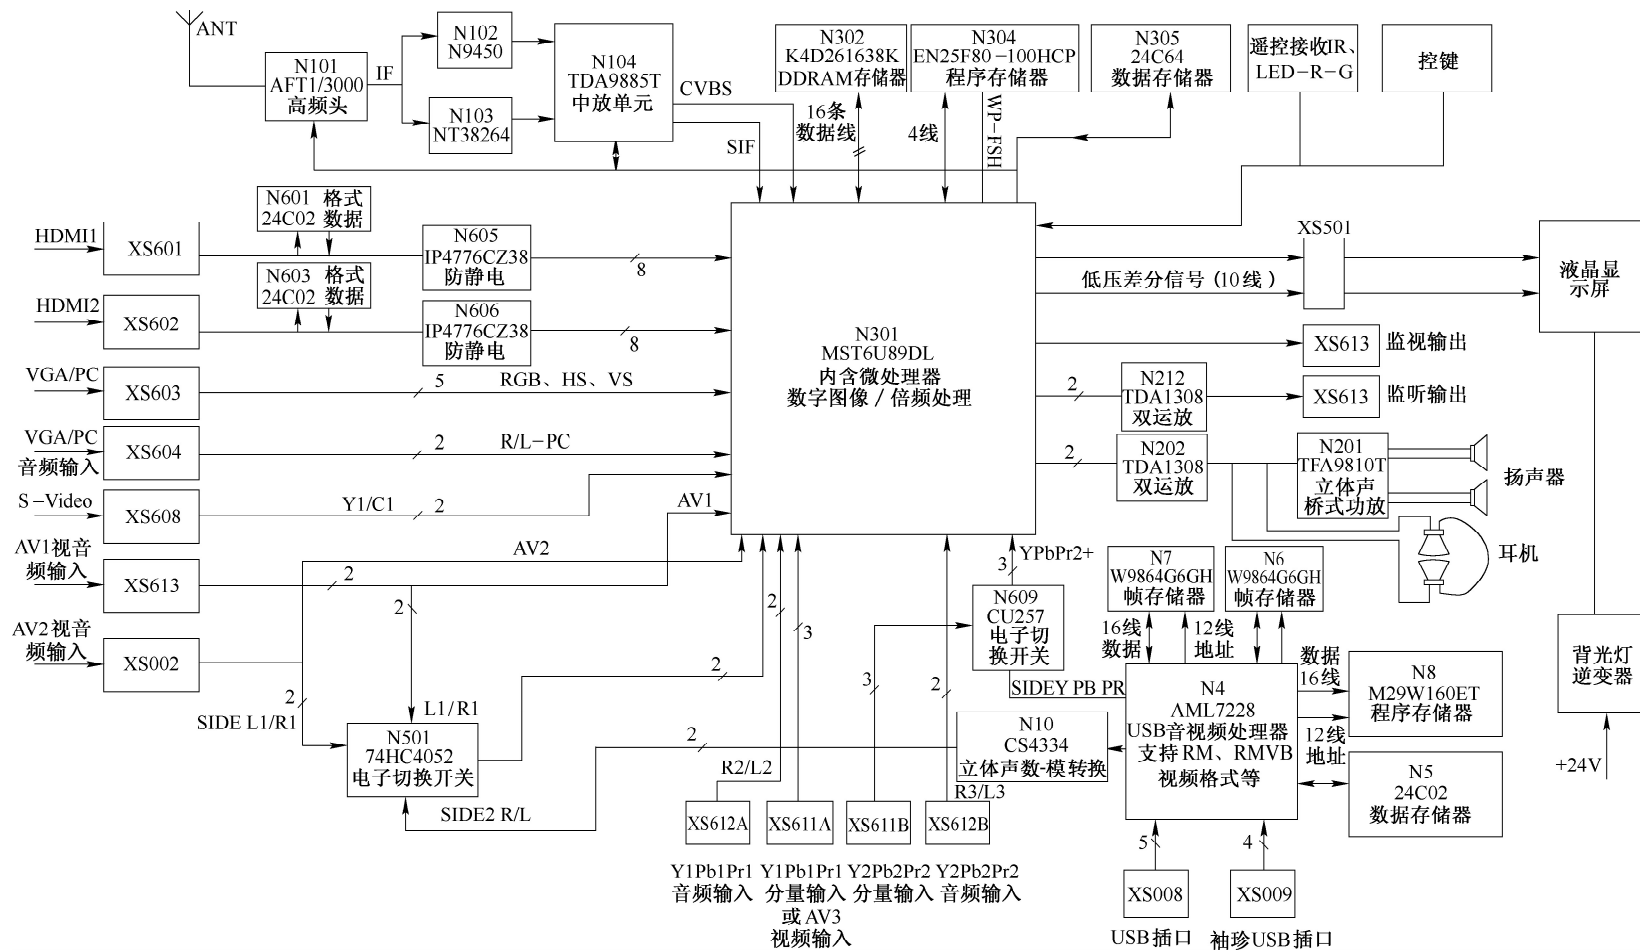 ANT
N101
AFT1/3000
高频头
IF
N102
N9450
N103
NT38264
N104
TDA9885T
中放单元
CVBS
SIF
N302
K4D261638K
DDRAM存储器
16条
数据线
N304
EN25F80-100HCP
程序存储器
4线
WP-FSH
N305
24C64
数据存储器
遥控接收IR、
LED-R-G
控键
HDMI1
XS601
N601 格式
24C02 数据
N605
IP4776CZ38
防静电
8
N603 格式
24C02 数据
HDMI2
XS602
N606
IP4776CZ38
防静电
8
VGA/PC
XS603
5
RGB、HS、VS
VGA/PC
音频输入
XS604
2
R/L-PC
S-Video
XS608
Y1/C1
2
AV1
AV1视音
频输入
XS613
2
AV2
2
AV2视音
频输入
XS002
2
SIDE L1/R1
L1/R1
2
N501
74HC4052
电子切换开关
SIDE2 R/L
2
N301
MST6U89DL
内含微处理器
数字图像/倍频处理
XS501
低压差分信号(10线)
液晶显
示屏
XS613
监视输出
2
N212
TDA1308
双运放
XS613
监听输出
2
N202
TDA1308
双运放
N201
TFA9810T
立体声
桥式功放
扬声器
耳机
背光灯
逆变器
+24V
2
3
R2/L2
XS612A
Y1Pb1Pr1
音频输入
XS611A
Y1Pb1Pr1
分量输入
或AV3
视频输入
3
XS611B
Y2Pb2Pr2
分量输入
2
R3/L3
XS612B
Y2Pb2Pr2
音频输入
YPbPr2+
3
N609
CU257
电子切
换开关
SIDEY PB PR
N10
CS4334
立体声数-模转换
N7
W9864G6GH
帧存储器
N6
W9864G6GH
帧存储器
16线
数据
12线
地址
N4
AML7228
USB音视频处理器
支持RM、RMVB
视频格式等
数据
16线
N8
M29W160ET
程序存储器
12线
地址
N5
24C02
数据存储器
5
XS008
USB插口
4
XS009
袖珍USB插口